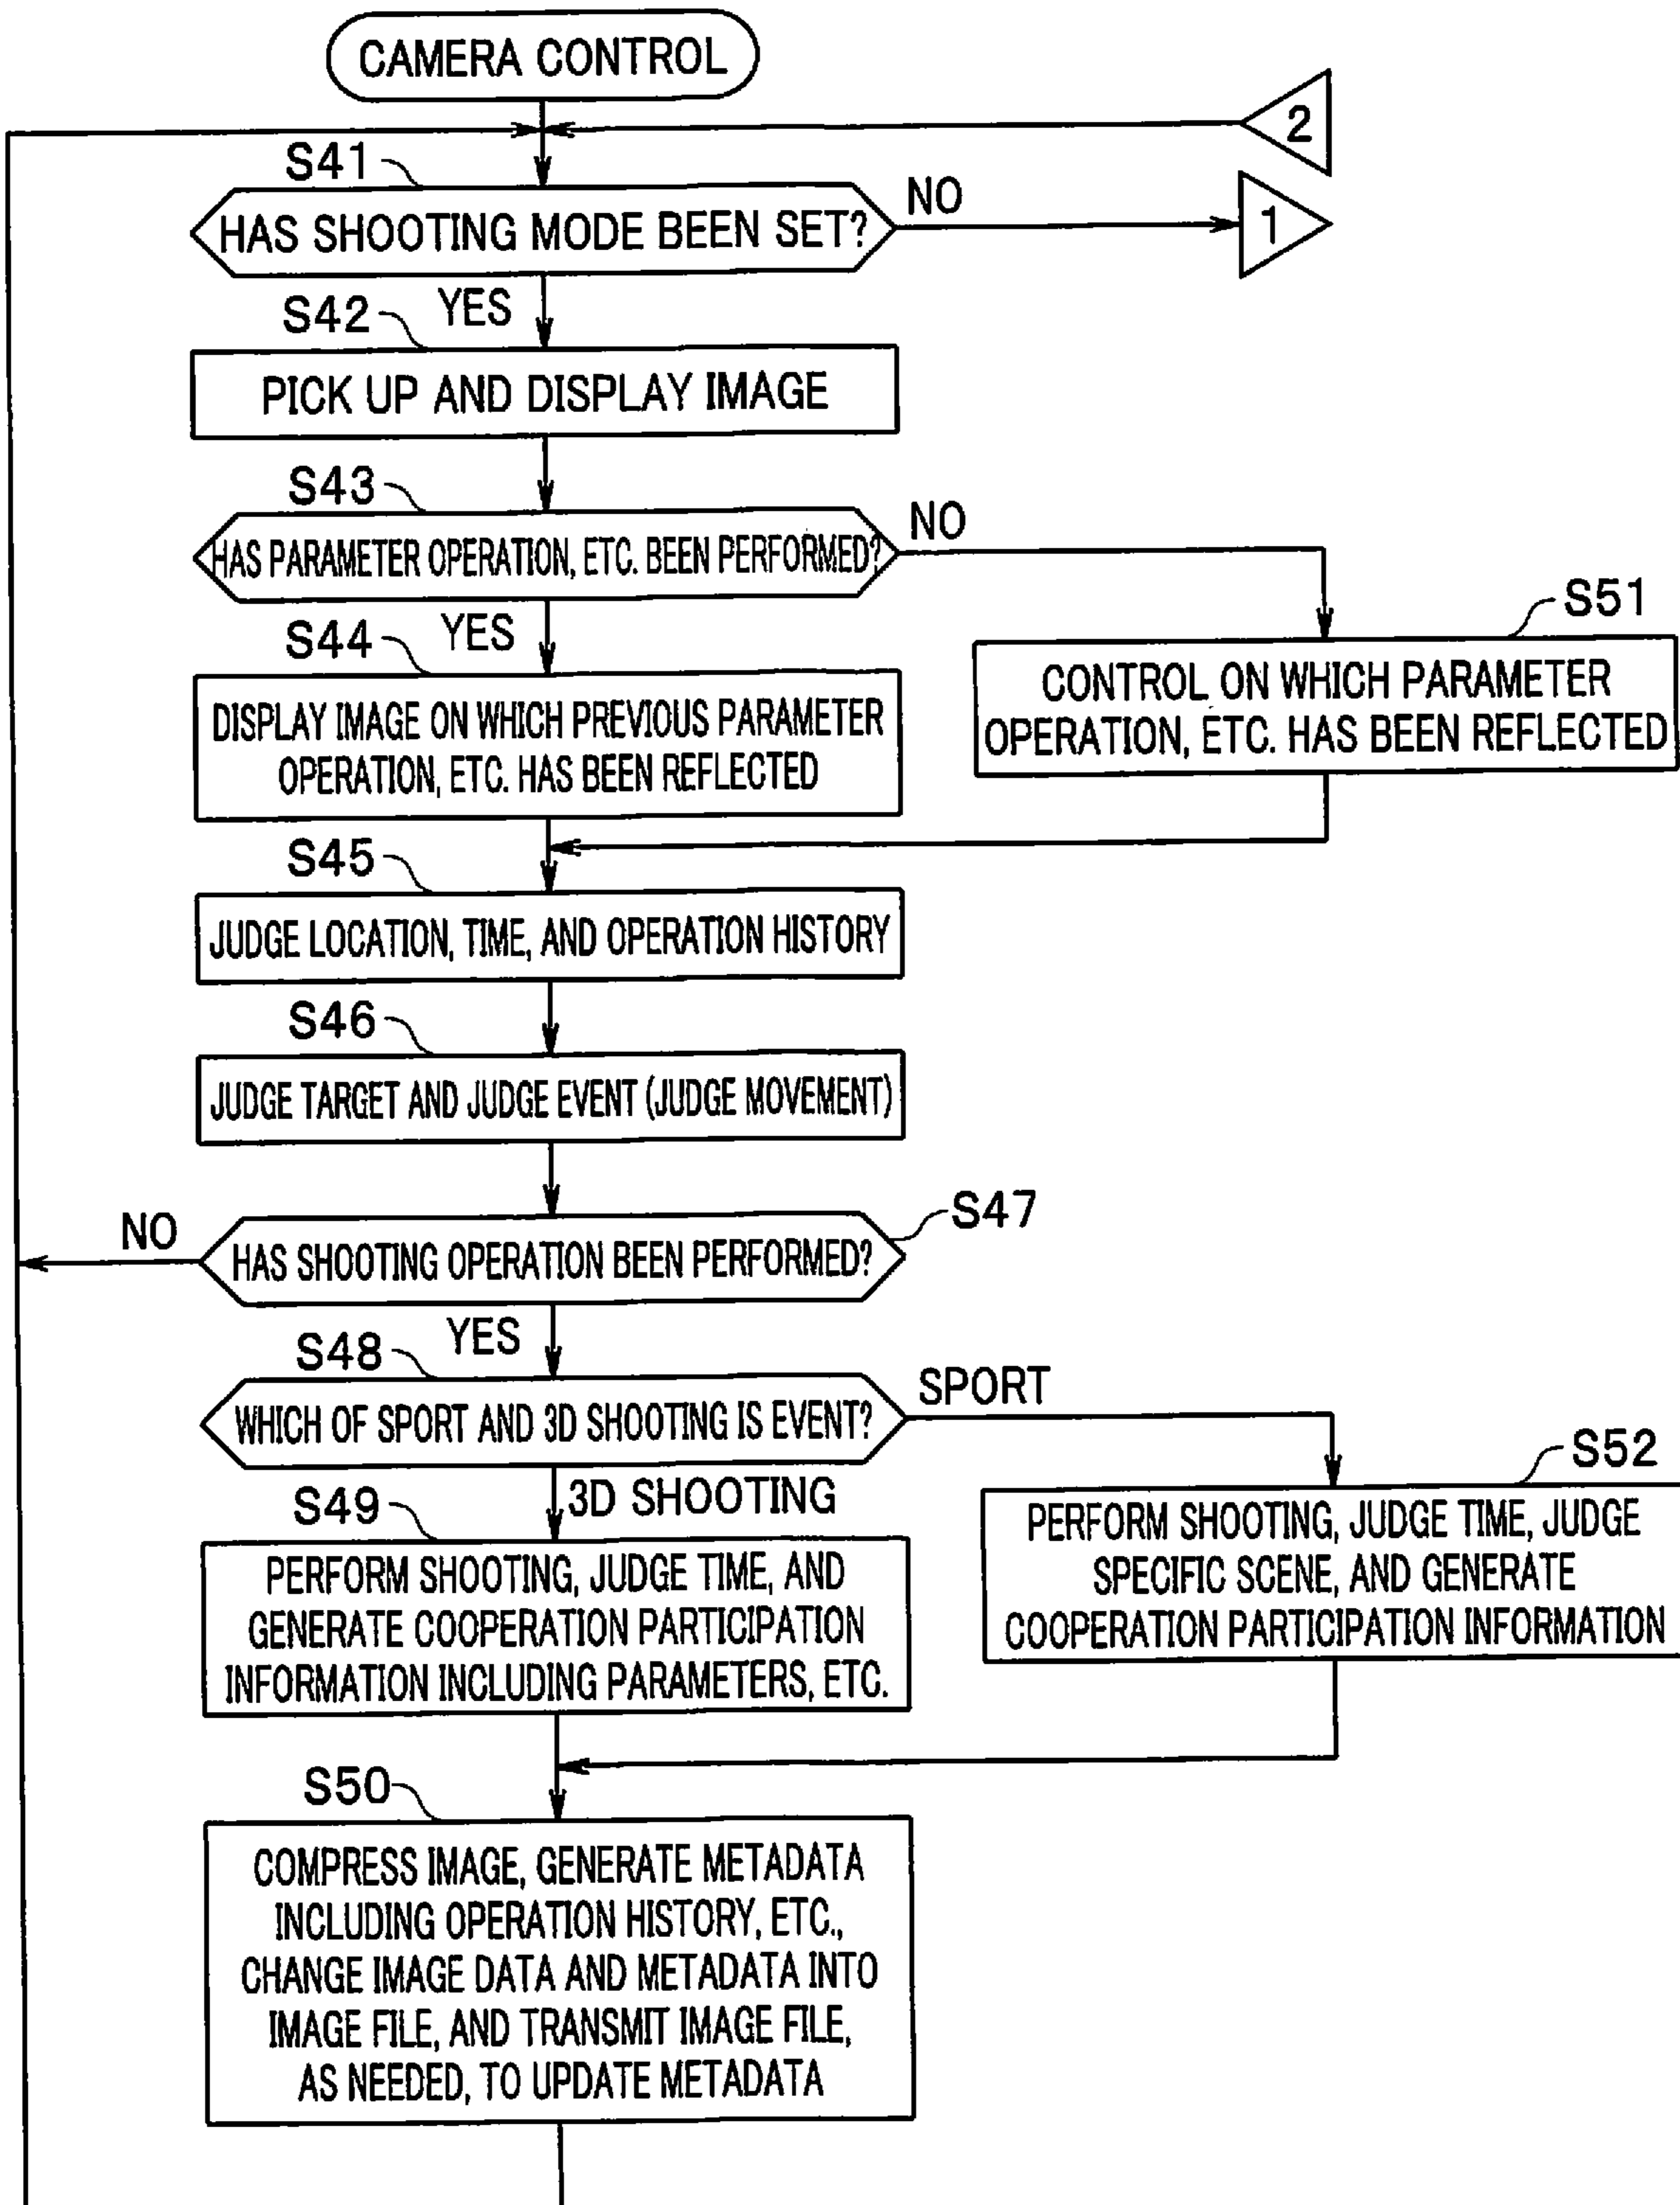 CAMERA CONTROL
2
S41
HAS SHOOTING MODE BEEN SET?
NO
1
YES
S42
PICK UP AND DISPLAY IMAGE
S43
HAS PARAMETER OPERATION, ETC. BEEN PERFORMED?
NO
YES
S44
DISPLAY IMAGE ON WHICH PREVIOUS PARAMETER
OPERATION, ETC. HAS BEEN REFLECTED
S51
CONTROL ON WHICH PARAMETER
OPERATION, ETC. HAS BEEN REFLECTED
S45
JUDGE LOCATION, TIME, AND OPERATION HISTORY
S46
JUDGE TARGET AND JUDGE EVENT (JUDGE MOVEMENT)
S47
NO
HAS SHOOTING OPERATION BEEN PERFORMED?
YES
S48
WHICH OF SPORT AND 3D SHOOTING IS EVENT?
SPORT
3D SHOOTING
S49
PERFORM SHOOTING, JUDGE TIME, AND
GENERATE COOPERATION PARTICIPATION
INFORMATION INCLUDING PARAMETERS, ETC.
S52
PERFORM SHOOTING, JUDGE TIME, JUDGE
SPECIFIC SCENE, AND GENERATE
COOPERATION PARTICIPATION INFORMATION
S50
COMPRESS IMAGE, GENERATE METADATA
INCLUDING OPERATION HISTORY, ETC.,
CHANGE IMAGE DATA AND METADATA INTO
IMAGE FILE, AND TRANSMIT IMAGE FILE,
AS NEEDED, TO UPDATE METADATA